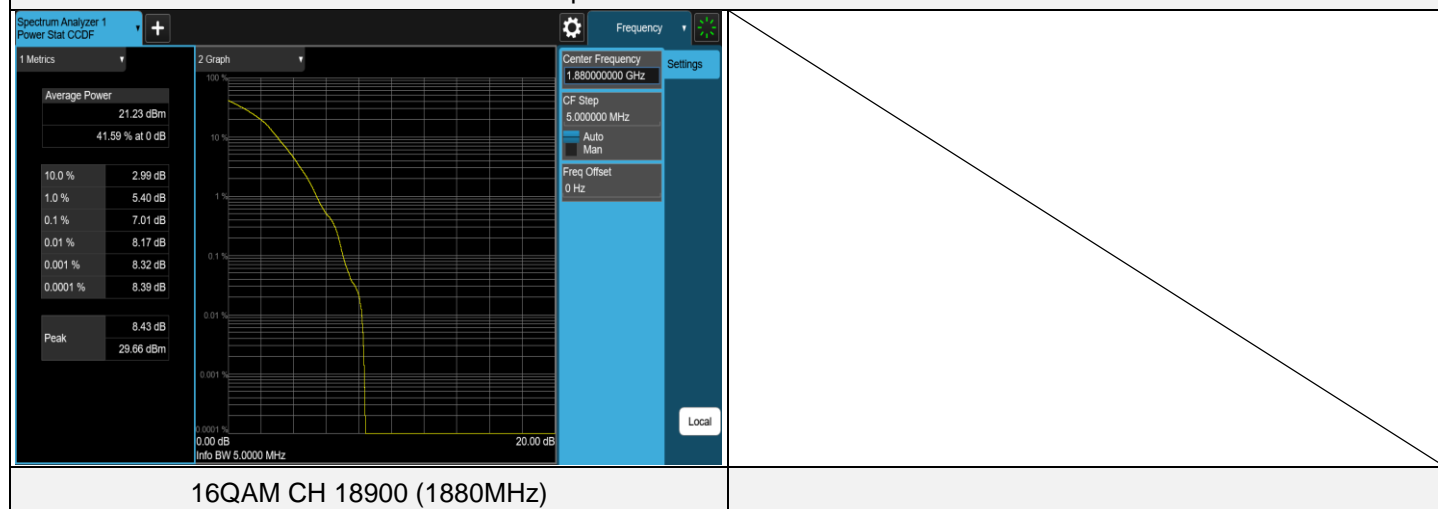 Spectrum Analyzer 1
Power Stat CCDF
+
Frequency
1 Metrics
2 Graph
Center Frequency
1.880000000 GHz
Settings
CF Step
5.000000 MHz
Auto
Man
Freq Offset
0 Hz
Average Power
21.23 dBm
41.59 % at 0 dB
10.0 % 2.99 dB
1.0 % 5.40 dB
0.1 % 7.01 dB
0.01 % 8.17 dB
0.001 % 8.32 dB
0.0001 % 8.39 dB
Peak
8.43 dB
29.66 dBm
100 %
10 %
1 %
0.1 %
0.01 %
0.001 %
0.0001 %
0.00 dB 20.00 dB
Info BW 5.0000 MHz
Local
16QAM CH 18900 (1880MHz)